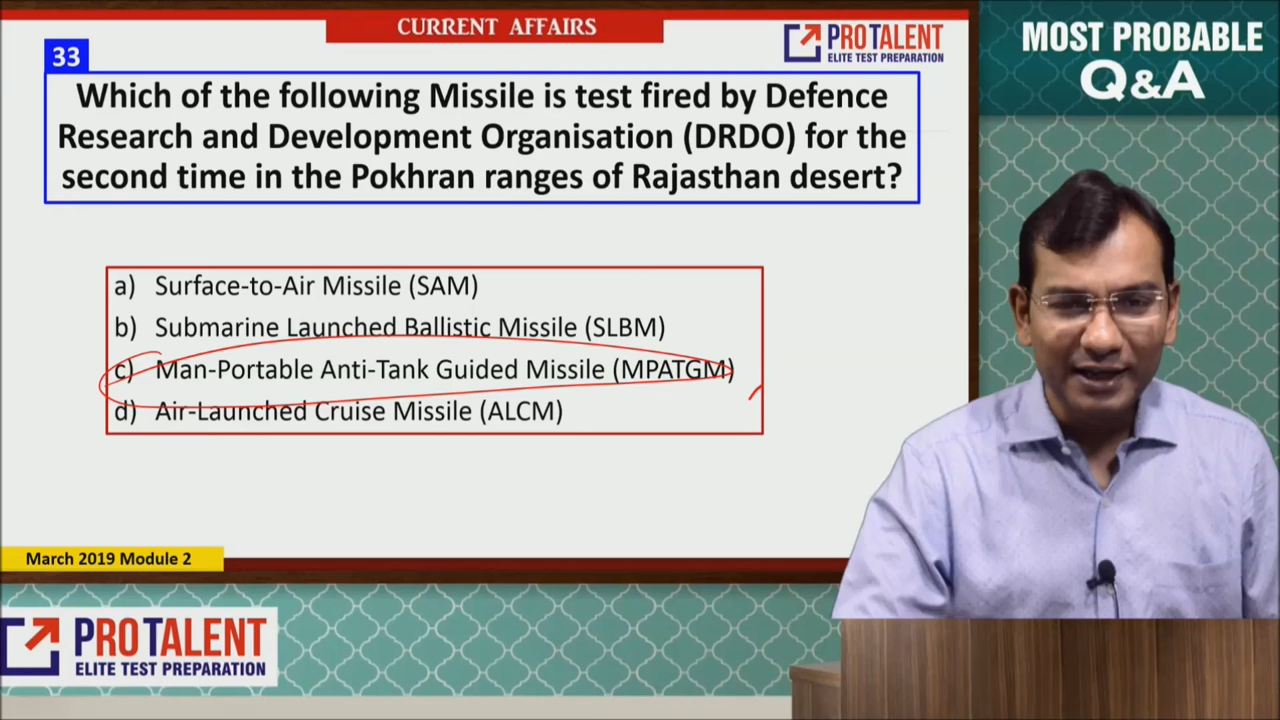 CURRENT AFFAIRS
PROTALENT
ELITE TEST PREPARATION
MOST PROBABLE
Q&A
33
Which of the following Missile is test fired by Defence
Research and Development Organisation (DRDO) for the
second time in the Pokhran ranges of Rajasthan desert?
a) Surface-to-Air Missile (SAM)
b) Submarine Launched Ballistic Missile (SLBM)
c) Man-Portable Anti-Tank Guided Missile (MPATGM)
d) Air-Launched Cruise Missile (ALCM)
March 2019 Module 2
PROTALENT
ELITE TEST PREPARATION